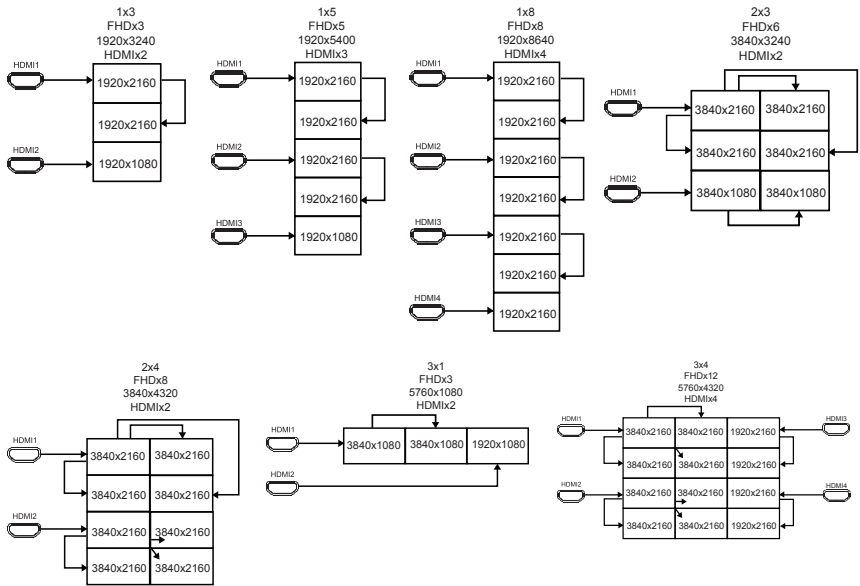 1x3
FHDx3
1920x3240
HDMIx2
HDMI1
1920x2160
1920x2160
HDMI2
1920x1080
1x5
FHDx5
1920x5400
HDMIx3
HDMI1
1920x2160
1920x2160
HDMI2
1920x2160
1920x2160
HDMI3
1920x1080
1x8
FHDx8
1920x8640
HDMIx4
HDMI1
1920x2160
1920x2160
HDMI2
1920x2160
1920x2160
HDMI3
1920x2160
1920x2160
HDMI4
1920x2160
2x3
FHDx6
3840x3240
HDMIx2
HDMI1
3840x2160 3840x2160
3840x2160 3840x2160
HDMI2
3840x1080 3840x1080
2x4
FHDx8
3840x4320
HDMIx2
HDMI1
3840x2160 3840x2160
3840x2160 3840x2160
HDMI2
3840x2160 3840x2160
3840x2160 3840x2160
3x1
FHDx3
5760x1080
HDMIx2
HDMI1
3840x1080 3840x1080 1920x1080
HDMI2
3x4
FHDx12
5760x4320
HDMIx4
HDMI1 HDMI3
3840x2160 3840x2160 1920x2160
3840x2160 3840x2160 1920x2160
HDMI2 HDMI4
3840x2160 3840x2160 1920x2160
3840x2160 3840x2160 1920x2160